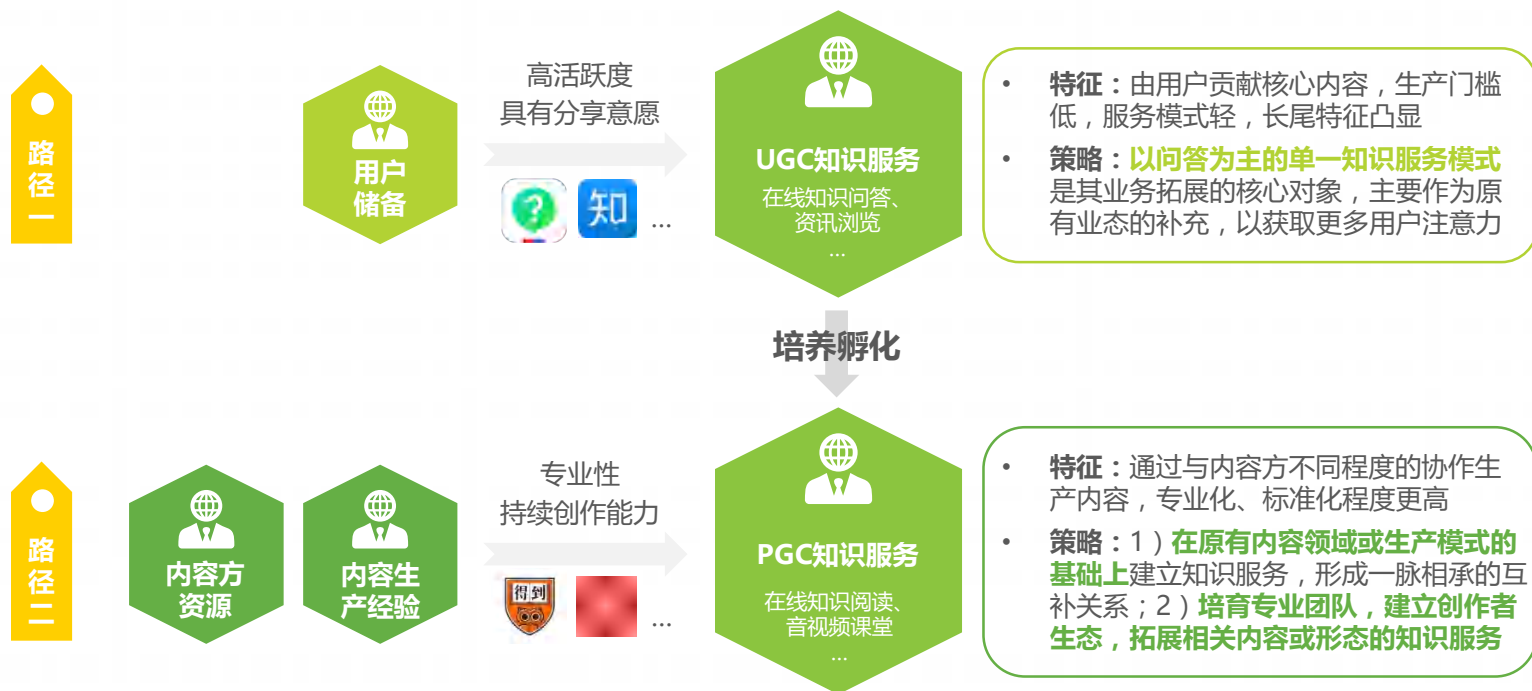 路径一
用户
储备
高活跃度
具有分享意愿
?
知
...
UGC知识服务
在线知识问答、
资讯浏览
...
• 特征：由用户贡献核心内容，生产门槛
低，服务模式轻，长尾特征凸显
• 策略：以问答为主的单一知识服务模式
是其业务拓展的核心对象，主要作为原
有业态的补充，以获取更多用户注意力
培养孵化
路径二
内容方
资源
内容生
产经验
专业性
持续创作能力
得到
...
PGC知识服务
在线知识阅读、
音视频课堂
...
• 特征：通过与内容方不同程度的协作生
产内容，专业化、标准化程度更高
• 策略：1）在原有内容领域或生产模式的
基础上建立知识服务，形成一脉相承的互
补关系；2）培育专业团队，建立创作者
生态，拓展相关内容或形态的知识服务